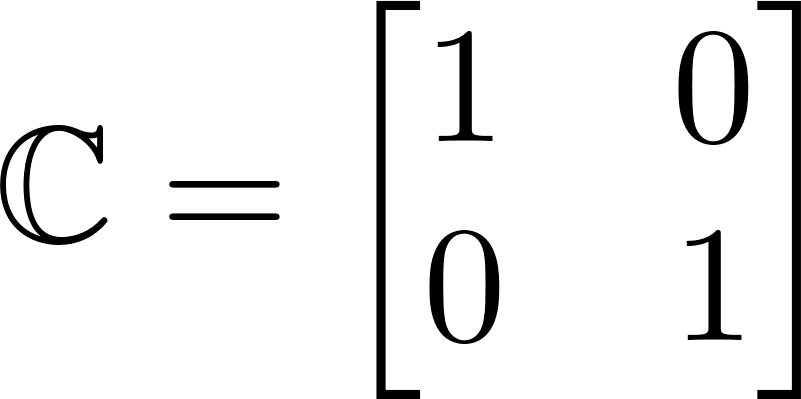 ℂ = [1 0
0 1]